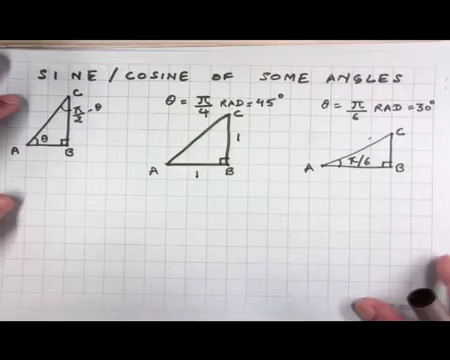 SINE/COSINE OF SOME ANGLES
C
π/2 - θ
θ
A
B
θ = π/4 RAD = 45°
C
1
A
1
B
θ = π/6 RAD = 30°
C
A
π/6
B